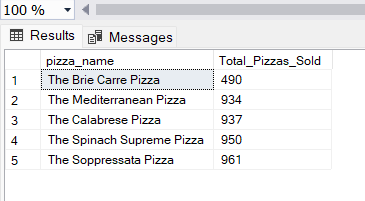 100 %
Results Messages
pizza_name Total_Pizzas_Sold
1 The Brie Carre Pizza 490
2 The Mediterranean Pizza 934
3 The Calabrese Pizza 937
4 The Spinach Supreme Pizza 950
5 The Soppressata Pizza 961